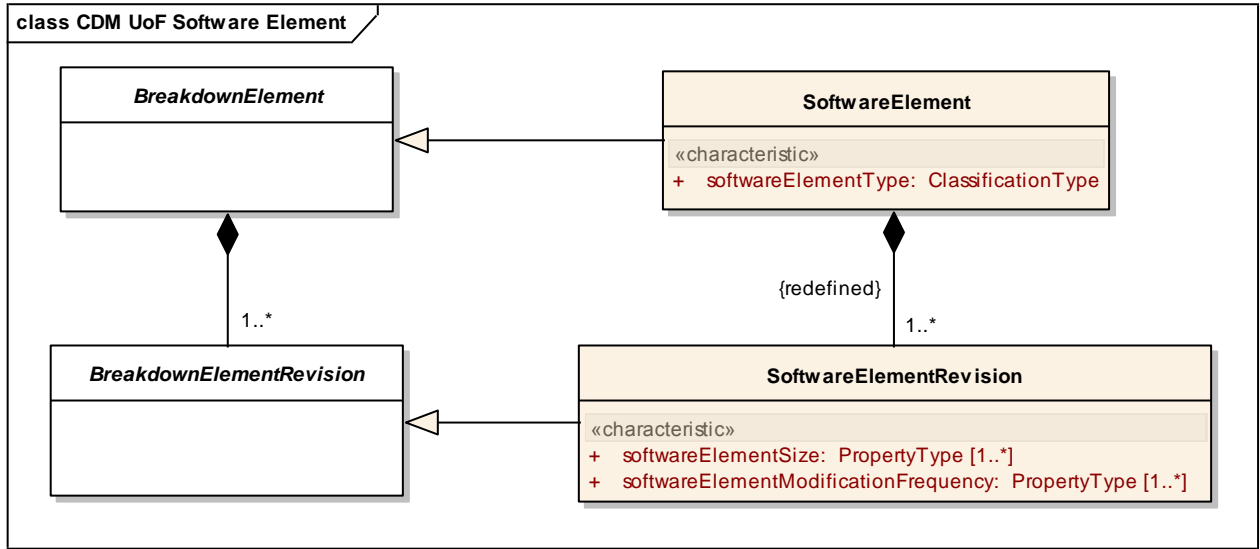 class CDM UoF Software Element
BreakdownElement
SoftwareElement
«characteristic»
+ softwareElementType: ClassificationType
{redefined}
1..*
1..*
BreakdownElementRevision
SoftwareElementRevision
«characteristic»
+ softwareElementSize: PropertyType [1..*]
+ softwareElementModificationFrequency: PropertyType [1..*]